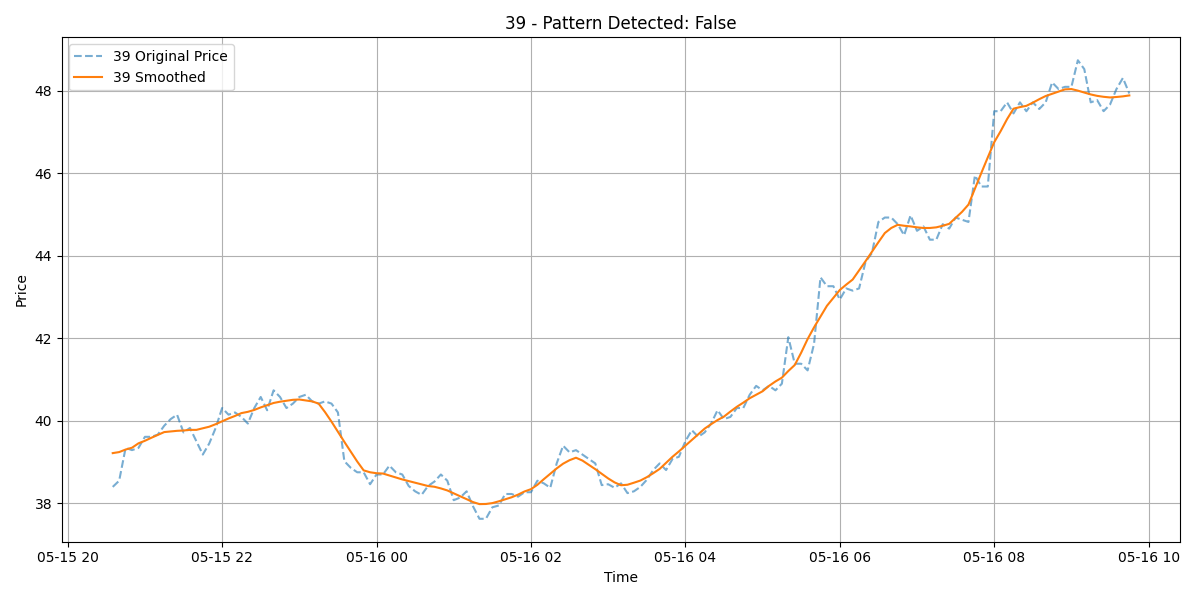 39 - Pattern Detected: False
39 Original Price
39 Smoothed
48
46
44
42
40
38
Price
05-15 20
05-15 22
05-16 00
05-16 02
05-16 04
05-16 06
05-16 08
05-16 10
Time